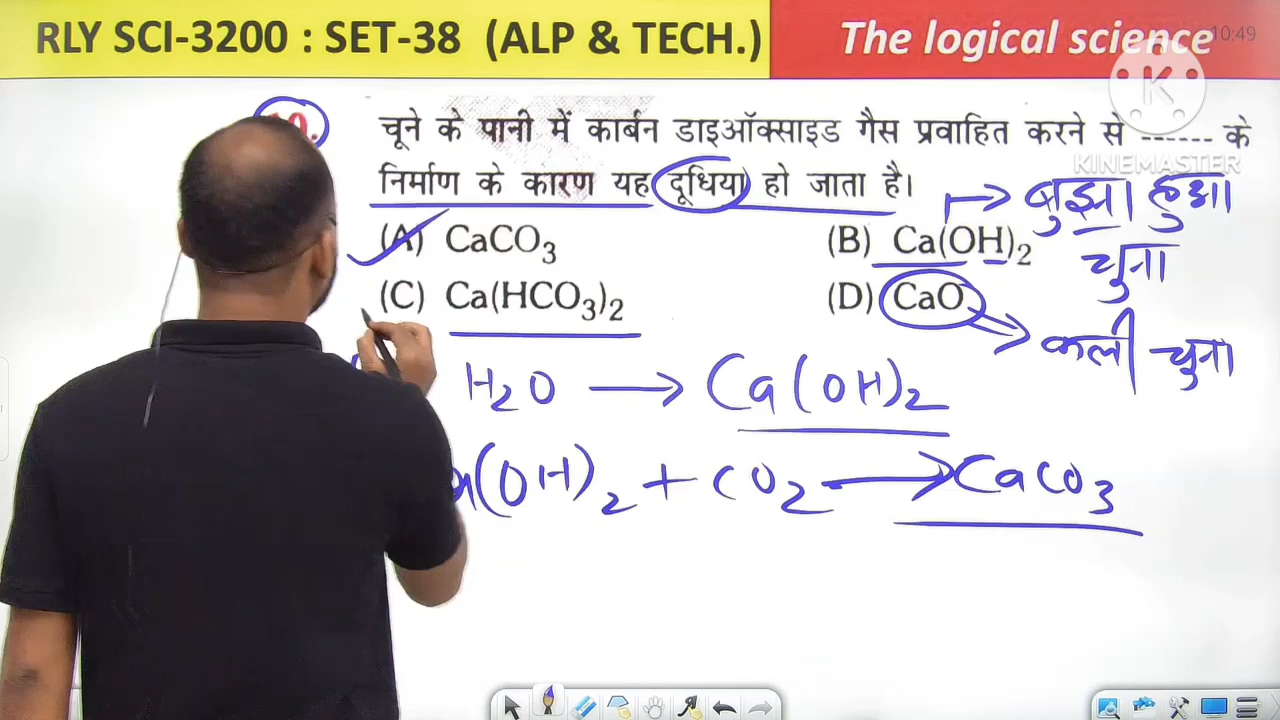 RLY SCI-3200 : SET-38 (ALP & TECH.)
The logical science
10:49
KINEMASTER
चूने के पानी में कार्बन डाइऑक्साइड गैस प्रवाहित करने से ------ के
निर्माण के कारण यह दूधिया हो जाता है।
(A) CaCO₃
(B) Ca(OH)₂
बुझा हुआ
चुना
(C) Ca(HCO₃)₂
(D) CaO
कली चुना
H₂O → Ca(OH)₂
(OH)₂ + CO₂ → CaCO₃